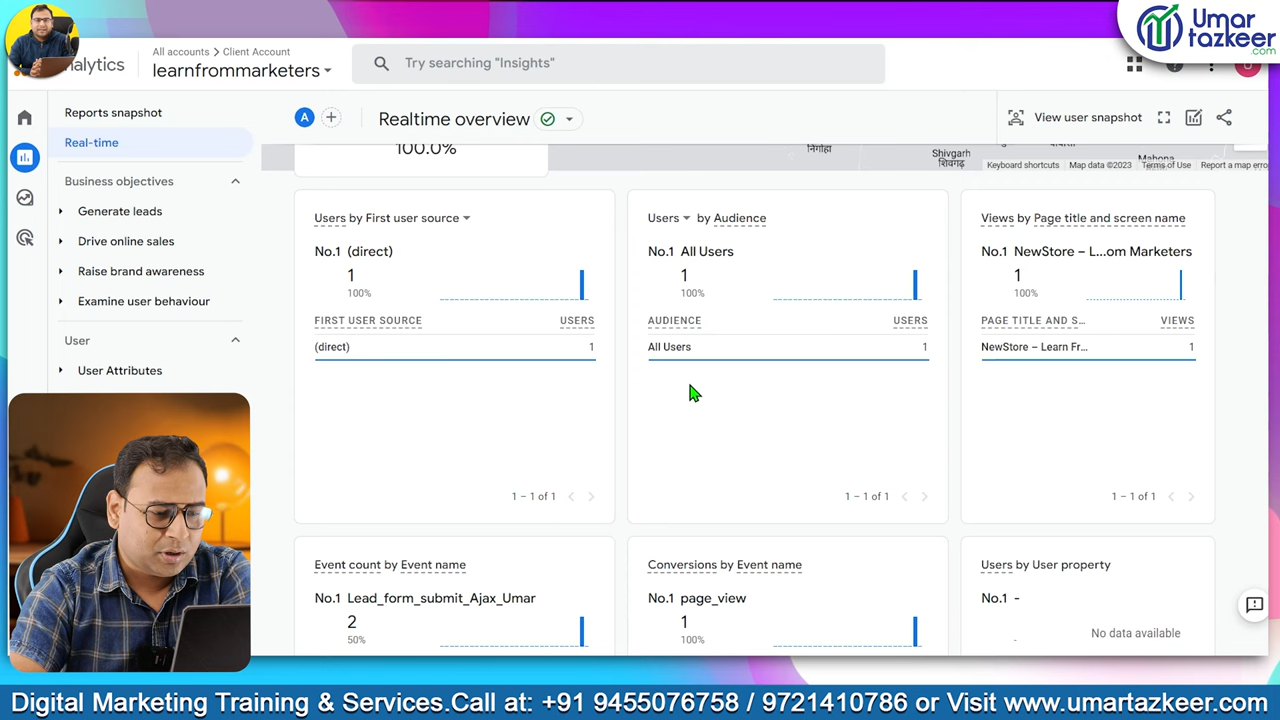 Umar
tazkeer
.com
All accounts > Client Account
nalytics
learnfrommarketers
Try searching "Insights"
Reports snapshot
Real-time
Business objectives
Generate leads
Drive online sales
Raise brand awareness
Examine user behaviour
User
User Attributes
A
Realtime overview
View user snapshot
100.0%
निगोहा
Shivgarh
शिवगढ़
Mahona
Keyboard shortcuts
Map data ©2023
Terms of Use
Report a map erro
Users by First user source
No.1 (direct)
1
100%
FIRST USER SOURCE USERS
(direct) 1
1 – 1 of 1
Users by Audience
No.1 All Users
1
100%
AUDIENCE USERS
All Users 1
1 – 1 of 1
Views by Page title and screen name
No.1 NewStore – L...om Marketers
1
100%
PAGE TITLE AND S... VIEWS
NewStore – Learn Fr... 1
1 – 1 of 1
Event count by Event name
No.1 Lead_form_submit_Ajax_Umar
2
50%
Conversions by Event name
No.1 page_view
1
100%
Users by User property
No.1 -
-
No data available
Digital Marketing Training & Services.Call at: +91 9455076758 / 9721410786 or Visit www.umartazkeer.com